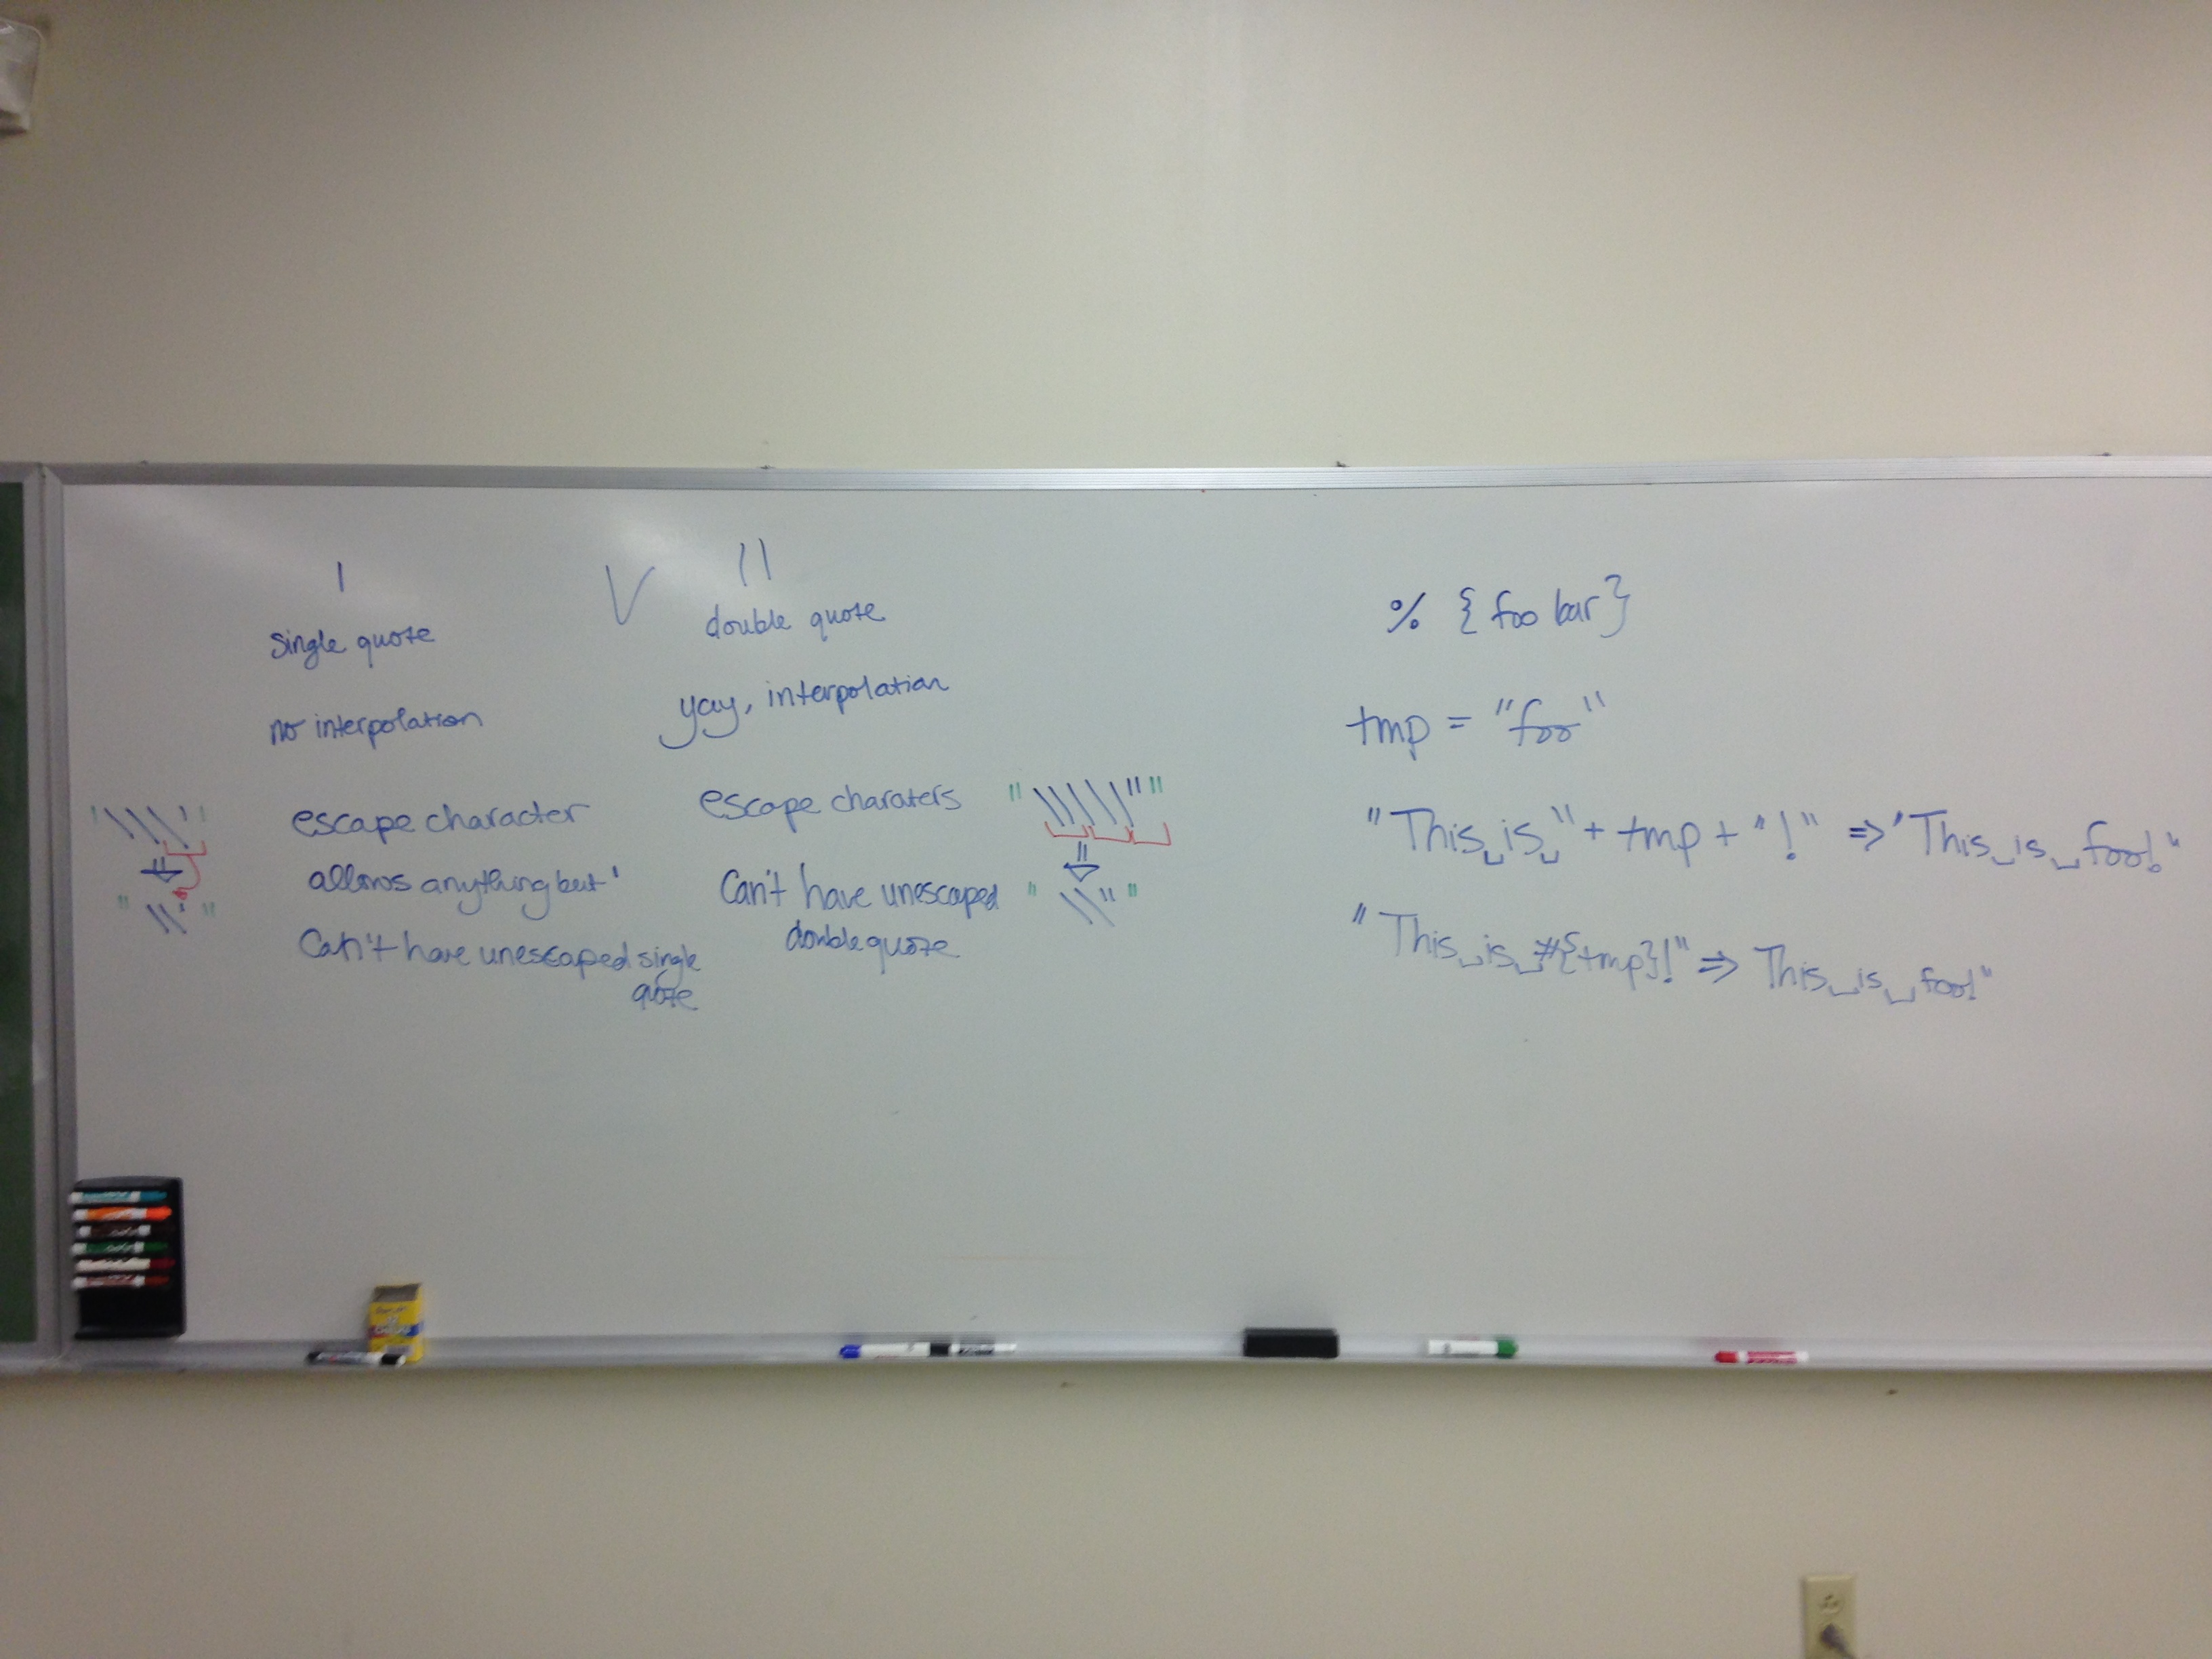 ' V "
single quote
double quote
no interpolation
yay, interpolation
'\\\''
escape character
allows anything but '
"\\'"
Can't have unescaped single
quote
escape charaters
"\\\\\""
Can't have unescaped
double quote
"\\""
% {foo bar}
tmp = "foo"
"This␣is␣" + tmp + "!" => 'This␣is␣foo!"
"This␣is␣#{tmp}!" => This␣is␣foo!"